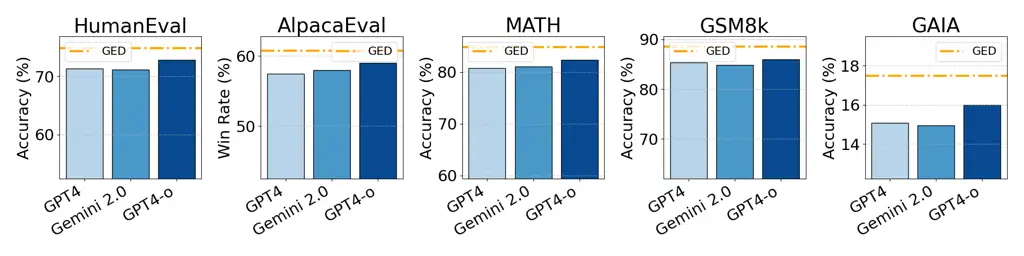 HumanEval
Accuracy (%)
70
60
GED
GPT4
Gemini 2.0
GPT4-o
AlpacaEval
Win Rate (%)
60
50
GED
GPT4
Gemini 2.0
GPT4-o
MATH
Accuracy (%)
80
70
60
GED
GPT4
Gemini 2.0
GPT4-o
GSM8k
Accuracy (%)
90
80
70
GED
GPT4
Gemini 2.0
GPT4-o
GAIA
Accuracy (%)
18
16
14
GED
GPT4
Gemini 2.0
GPT4-o